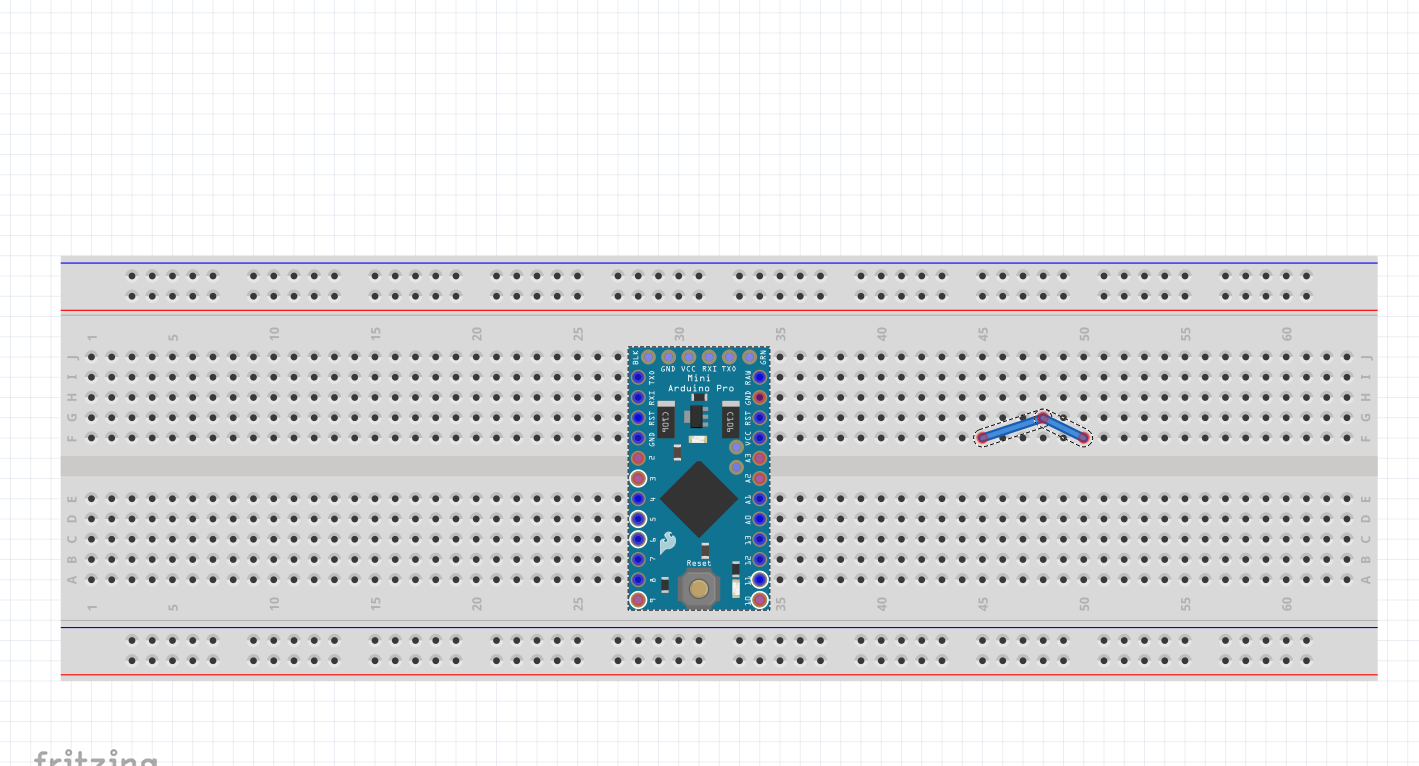 1 5 10 15 20 25 30 35 40 45 50 55 60
J J
I I
H H
G G
F F
E E
D D
C C
B B
A A
1 5 10 15 20 25 35 40 45 50 55 60
BLK GND VCC RXI TXO GRN
Mini
Arduino Pro
TXO
RXI
RST
GND
2
3
4
5
6
7
8
9
RAW
GND
RST
VCC
A3
A2
A1
A0
13
12
11
10
Reset
fritzing